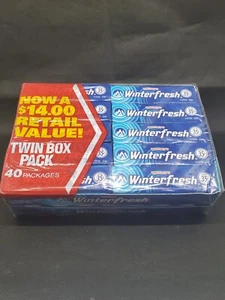 NOW A
$14.00
RETAIL
VALUE!
TWIN BOX
PACK
40 PACKAGES
Winterfresh
Winterfresh
Winterfresh
Winterfresh
Winterfresh